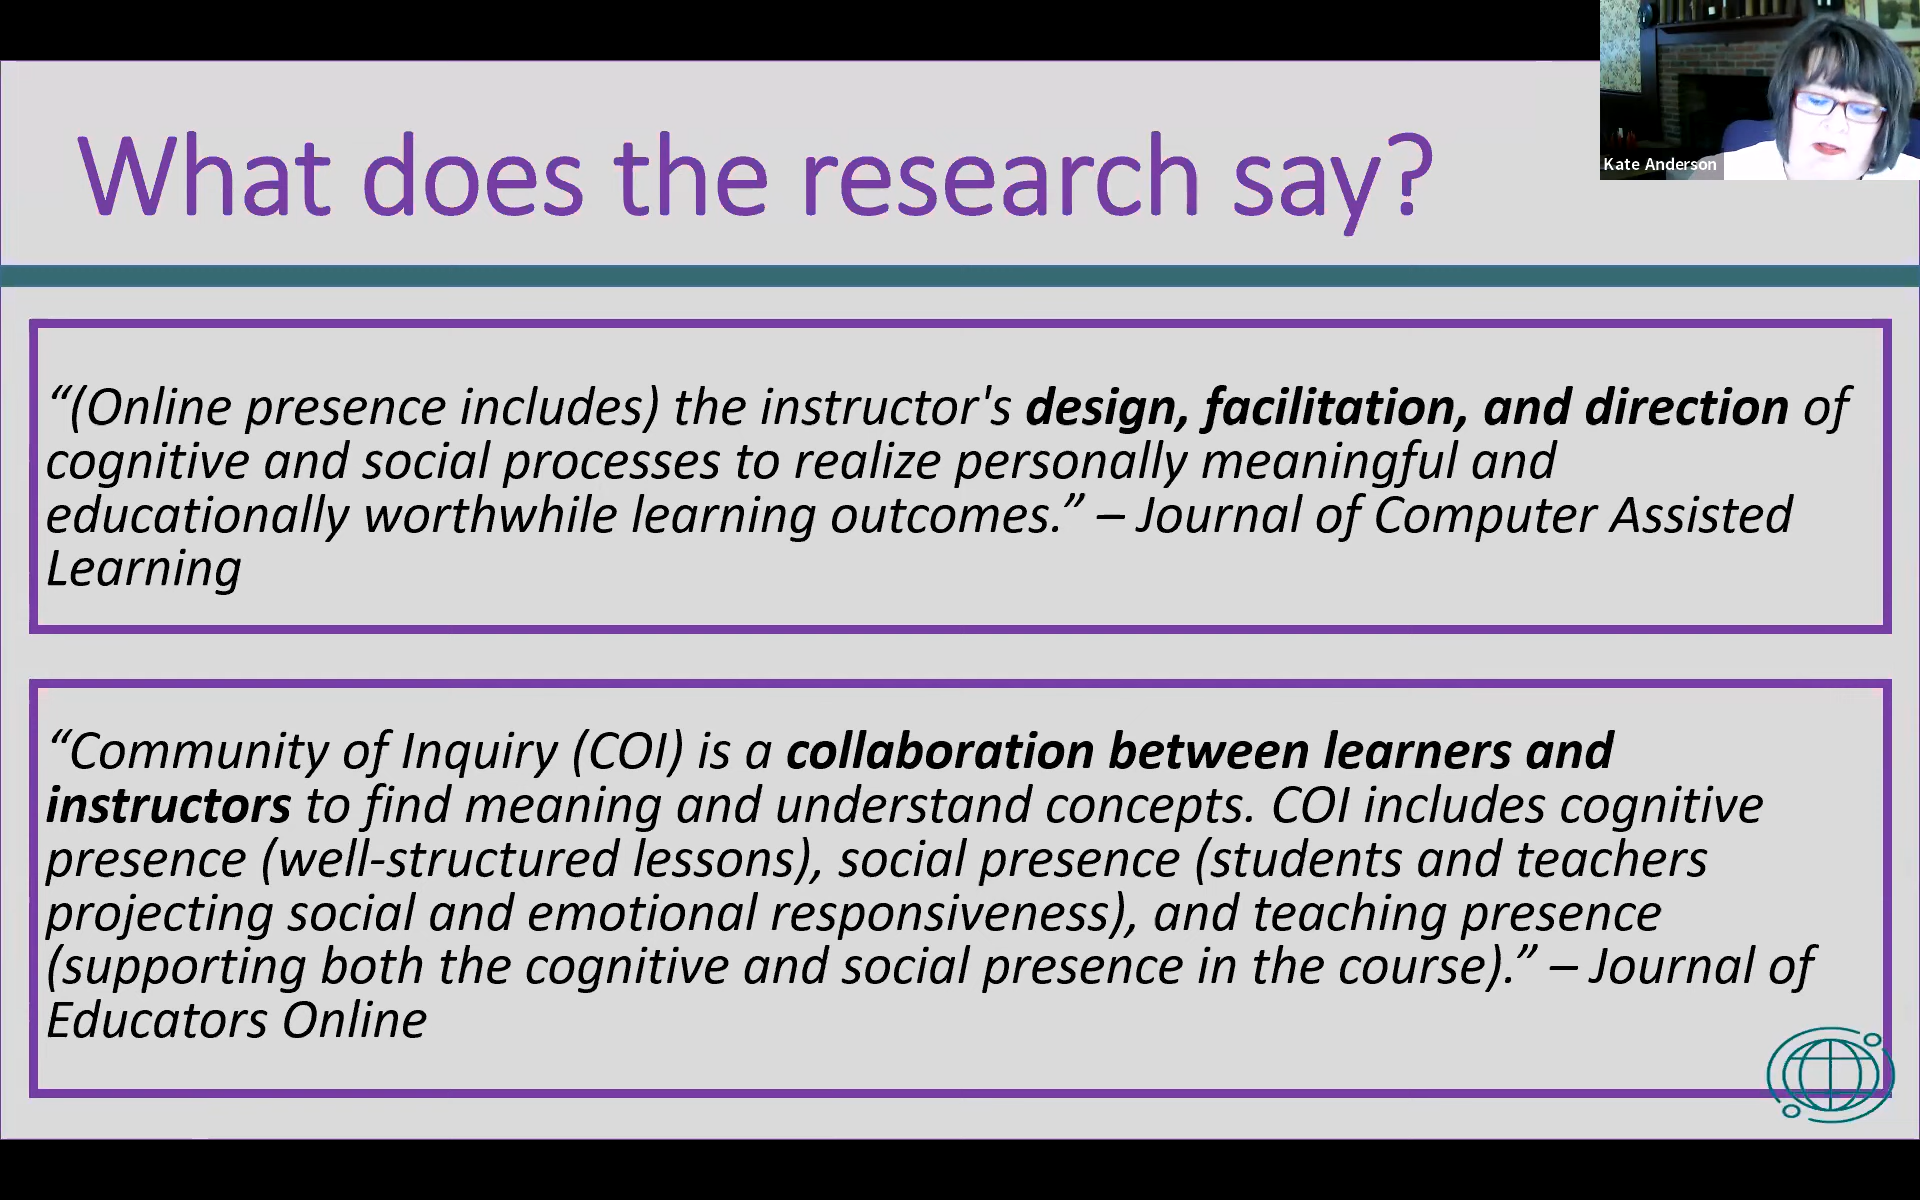 What does the research say?
Kate Anderson
“(Online presence includes) the instructor's design, facilitation, and direction of
cognitive and social processes to realize personally meaningful and
educationally worthwhile learning outcomes.” – Journal of Computer Assisted
Learning
“Community of Inquiry (COI) is a collaboration between learners and
instructors to find meaning and understand concepts. COI includes cognitive
presence (well-structured lessons), social presence (students and teachers
projecting social and emotional responsiveness), and teaching presence
(supporting both the cognitive and social presence in the course).” – Journal of
Educators Online